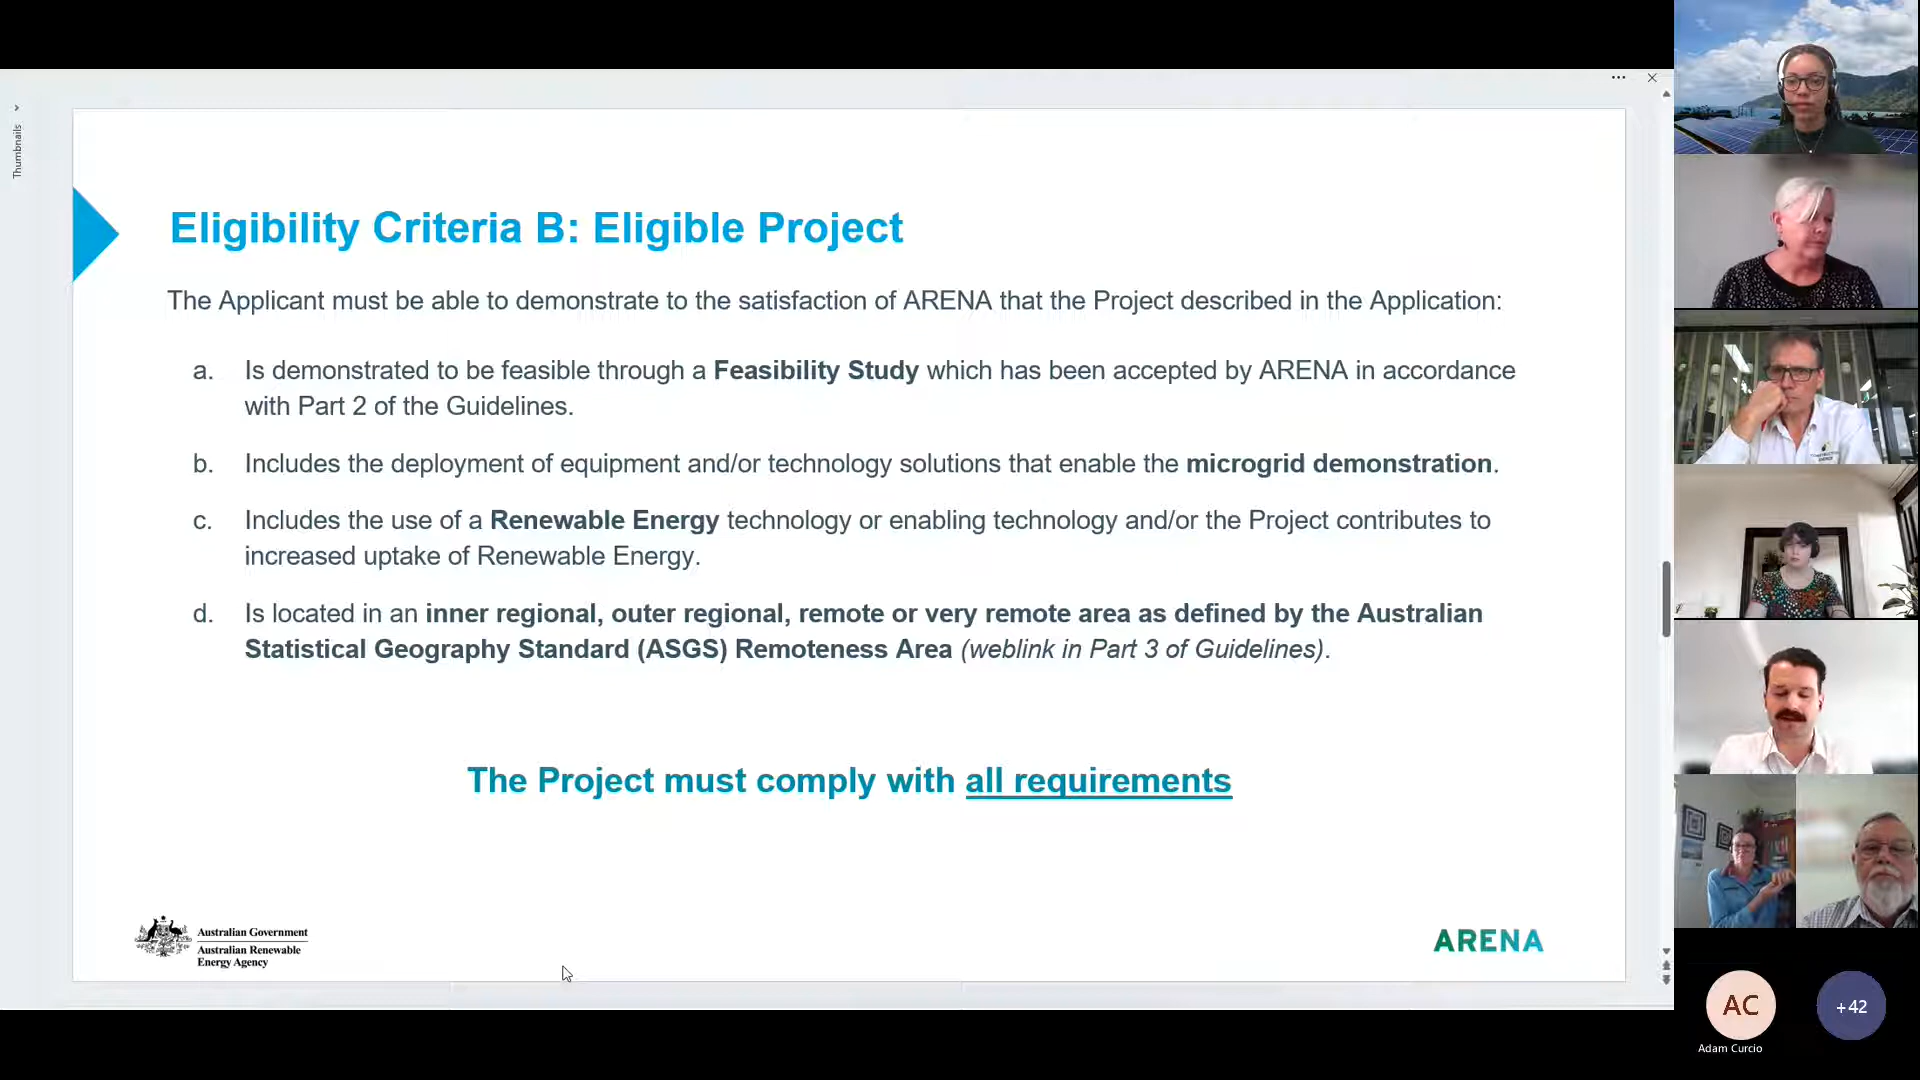 Thumbnails
Eligibility Criteria B: Eligible Project
The Applicant must be able to demonstrate to the satisfaction of ARENA that the Project described in the Application:
a. Is demonstrated to be feasible through a Feasibility Study which has been accepted by ARENA in accordance
with Part 2 of the Guidelines.
b. Includes the deployment of equipment and/or technology solutions that enable the microgrid demonstration.
c. Includes the use of a Renewable Energy technology or enabling technology and/or the Project contributes to
increased uptake of Renewable Energy.
d. Is located in an inner regional, outer regional, remote or very remote area as defined by the Australian
Statistical Geography Standard (ASGS) Remoteness Area (weblink in Part 3 of Guidelines).
The Project must comply with all requirements
Australian Government
Australian Renewable
Energy Agency
ARENA
AC
+42
Adam Curcio